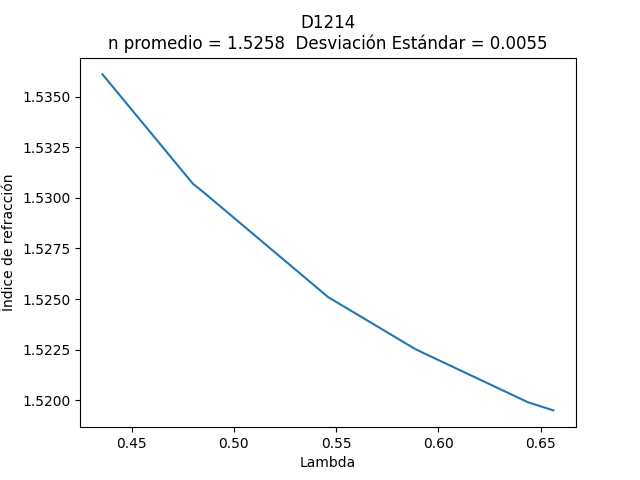 D1214
n promedio = 1.5258  Desviación Estándar = 0.0055
1.5350
1.5325
1.5300
1.5275
1.5250
1.5225
1.5200
Índice de refracción
0.45 0.50 0.55 0.60 0.65
Lambda